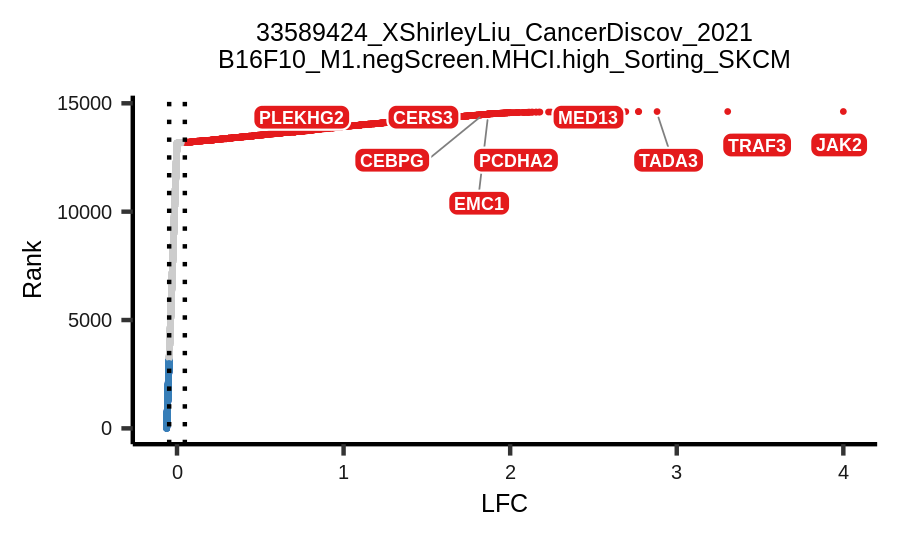 33589424_XShirleyLiu_CancerDiscov_2021
B16F10_M1.negScreen.MHCI.high_Sorting_SKCM
15000
10000
5000
0
Rank
PLEKHG2
CERS3
MED13
CEBPG
PCDHA2
TADA3
TRAF3
JAK2
EMC1
0
1
2
3
4
LFC